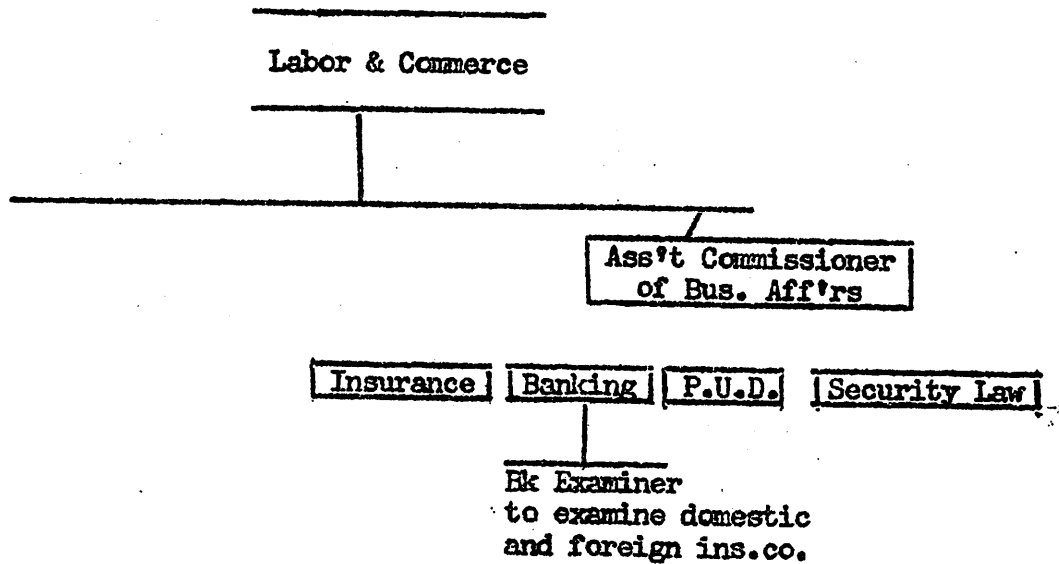 Labor & Commerce
Ass't Commissioner
of Bus. Aff'rs
Insurance Banking P.U.D. Security Law
Bk Examiner
to examine domestic
and foreign ins.co.